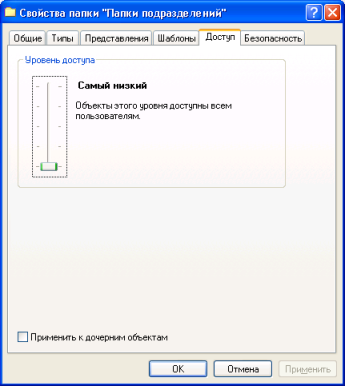 Свойства папки "Папки подразделений"
Общие Типы Представления Шаблоны Доступ Безопасность
Уровень доступа
Самый низкий
Объекты этого уровня доступны всем
пользователям.
Применить к дочерним объектам
OK Отмена Применить